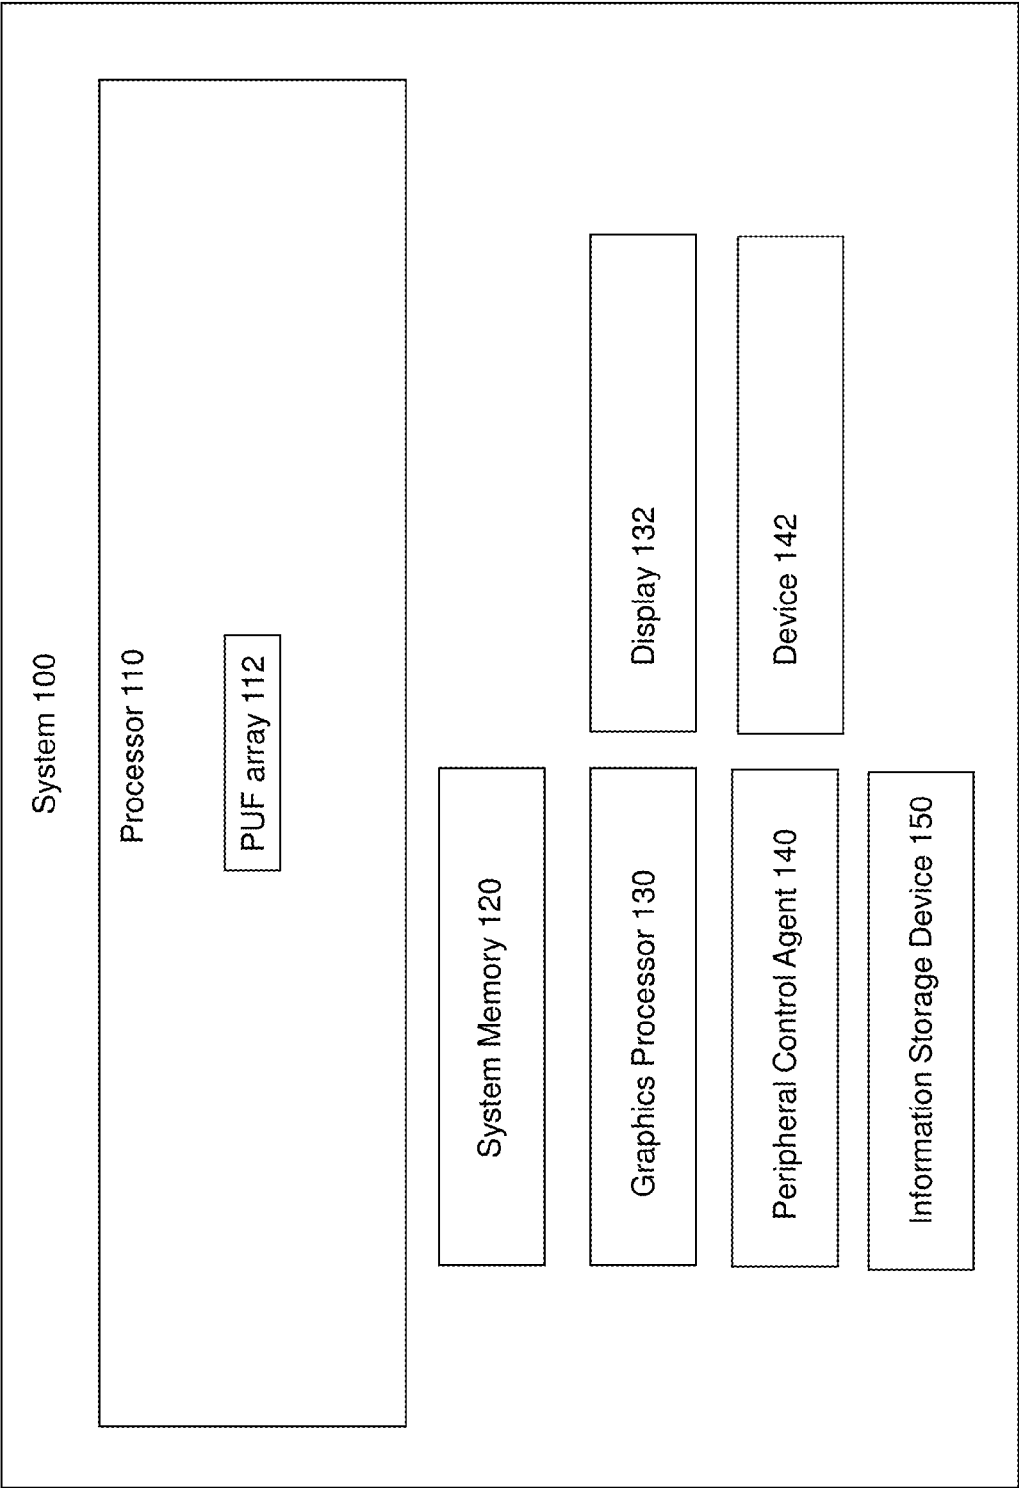 System 100
Processor 110
PUF array 112
System Memory 120
Graphics Processor 130
Display 132
Peripheral Control Agent 140
Device 142
Information Storage Device 150